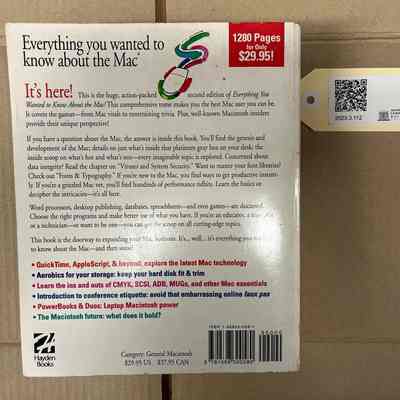 Everything you wanted to
know about the Mac
1280 Pages
for Only
$29.95!
It's here! This is the huge, action-packed second edition of Everything You
Wanted to Know About the Mac! This comprehensive tome makes you the best Mac user you can be.
It covers the gamut—from Mac vitals to entertaining trivia. Plus, well-known Macintosh insiders
provide their unique perspective!
If you have a question about the Mac, the answer is inside this book. You'll find the genesis and
development of the Mac; details on just what's inside that platinum gray box on your desk; the
inside scoop on what's hot and what's not—every imaginable topic is explored. Concerned about
data integrity? Read the chapter on "Viruses and System Security." Want to master your font libraries?
Check out "Fonts & Typography." If you're new to the Mac, you find ways to get productive instant-
ly. If you're a grizzled Mac vet, you'll find hundreds of performance tidbits. Learn the basics or
decipher the intricacies—it's all here.
Word processors, desktop publishing, databases, spreadsheets—and even games—are discussed.
Choose the right programs and make better use of what you have. If you're an educator, a
or a technician—or want to be one—you can get the scoop on all cutting-edge topics.
This book is the doorway to expanding your Mac horizons. It's... well, it's everything you
to know about the Mac—and then some!
• QuickTime, AppleScript, & beyond, explore the latest Mac technology
• Aerobics for your storage: keep your hard disk fit & trim
• Learn the ins and outs of CMYK, SCSI, ADB, MUGs, and other Mac essentials
• Introduction to conference etiquette: avoid that embarrassing online faux pas
• PowerBooks & Duos: Laptop Macintosh power
• The Macintosh future: what does it hold?
Hayden
Books
Category: General Macintosh
$29.95 US $37.95 CAN
90000
2023.3.112